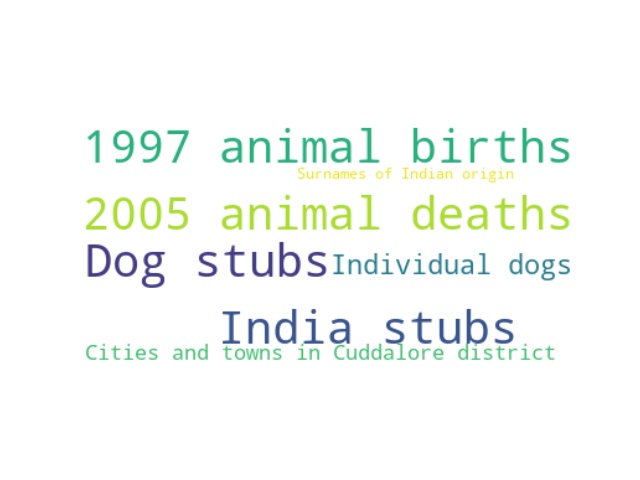 1997 animal births
Surnames of Indian origin
2005 animal deaths
Dog stubs
Individual dogs
India stubs
Cities and towns in Cuddalore district